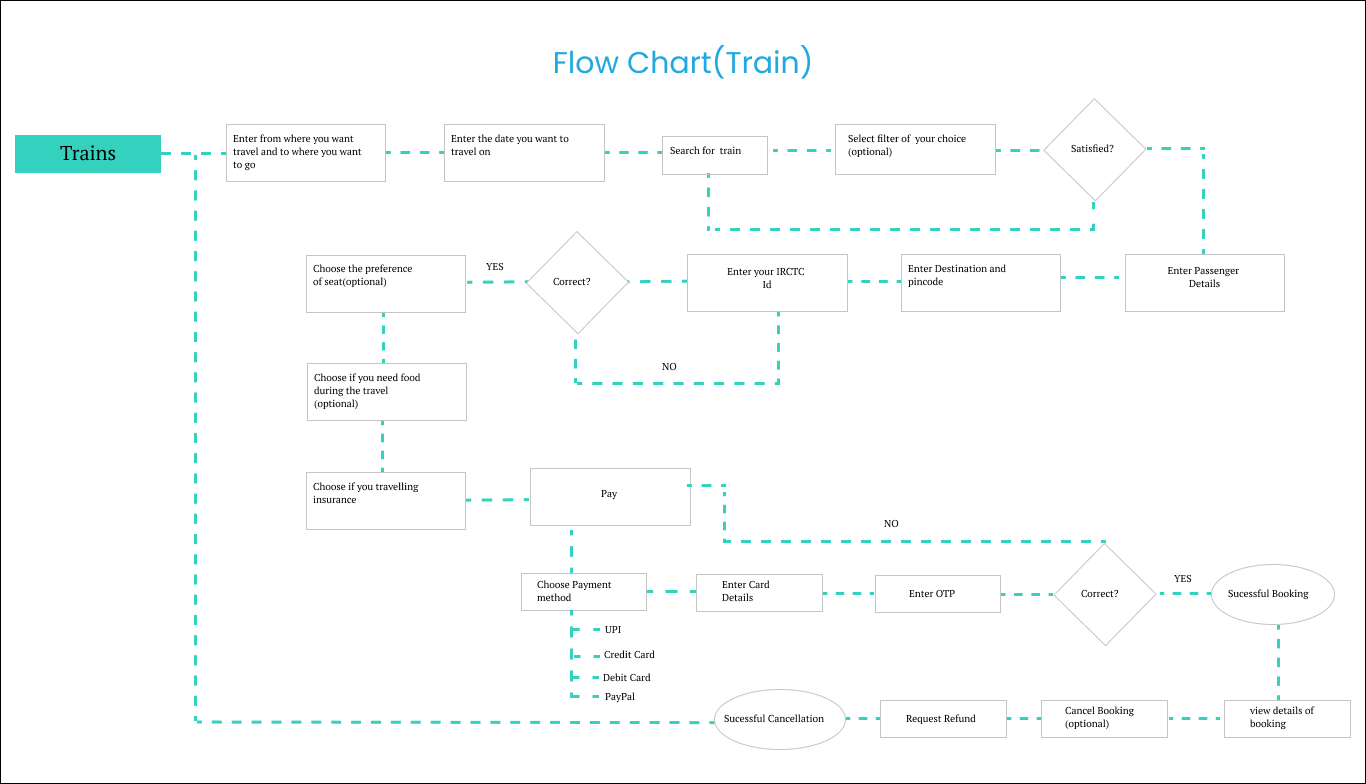 Flow Chart(Train)
Trains
Enter from where you want
travel and to where you want
to go
Enter the date you want to
travel on
Search for  train
Select filter of  your choice
(optional)
Satisfied?
Choose the preference
of seat(optional)
YES
Correct?
Enter your IRCTC
Id
Enter Destination and
pincode
Enter Passenger
Details
NO
Choose if you need food
during the travel
(optional)
Choose if you travelling
insurance
Pay
NO
Choose Payment
method
Enter Card
Details
Enter OTP
Correct?
YES
Sucessful Booking
UPI
Credit Card
Debit Card
PayPal
Sucessful Cancellation
Request Refund
Cancel Booking
(optional)
view details of
booking